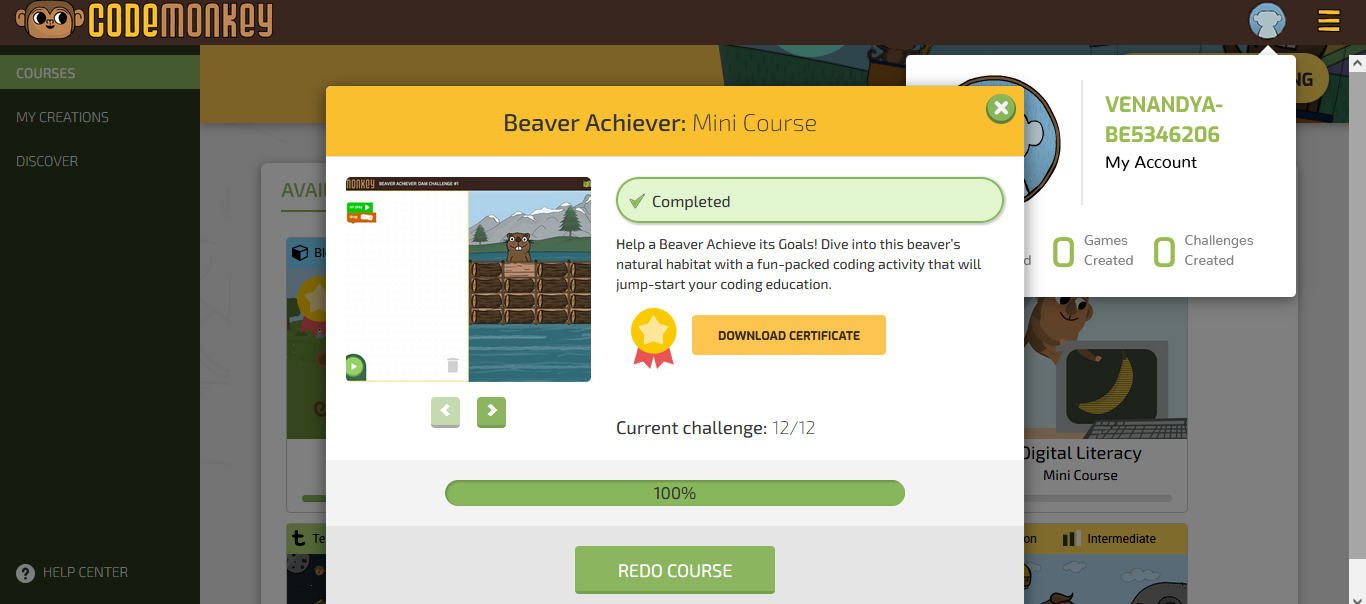 CODEMONKEY
COURSES
MY CREATIONS
DISCOVER
HELP CENTER
NG
VENANDYA-
BE5346206
My Account
d
0 Games
Created
0 Challenges
Created
AVAI
Bl
Beaver Achiever: Mini Course
MONKEY BEAVER ACHIEVER: DAM CHALLENGE #1
Completed
Help a Beaver Achieve its Goals! Dive into this beaver's
natural habitat with a fun-packed coding activity that will
jump-start your coding education.
DOWNLOAD CERTIFICATE
Current challenge: 12/12
100%
REDO COURSE
Digital Literacy
Mini Course
t Te
on Intermediate